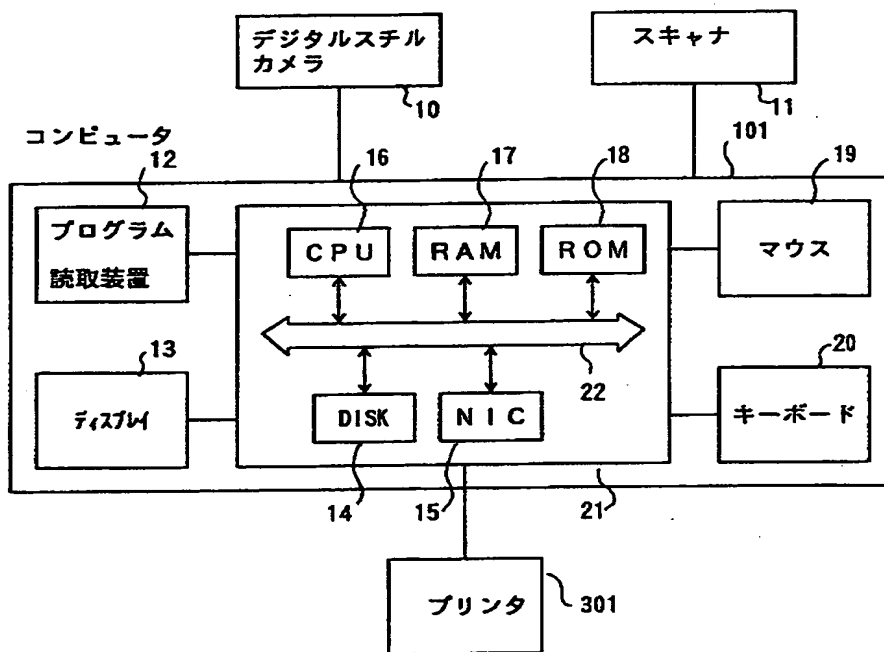 デジタルスチル
カメラ
10
スキャナ
11
コンピュータ
101
12
16
17
18
19
プログラム
読取装置
CPU
RAM
ROM
マウス
13
22
20
ディスプレイ
DISK
NIC
キーボード
14
15
21
プリンタ
301